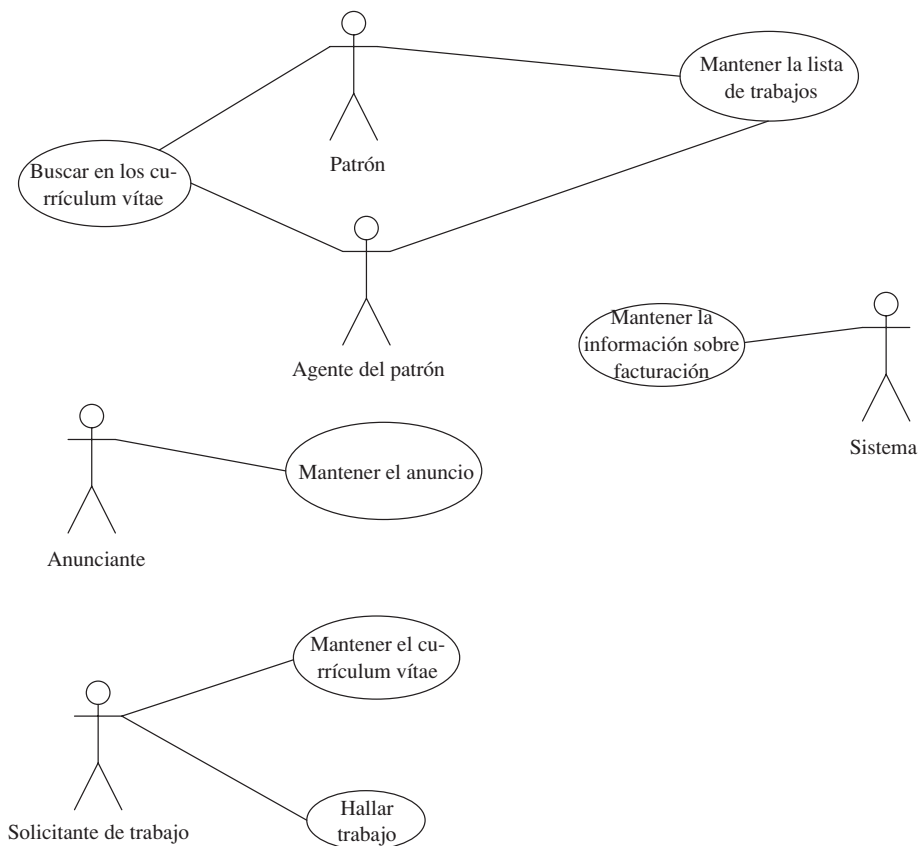 Mantener la lista
de trabajos
Patrón
Buscar en los cu-
rrículum vítae
Mantener la
información sobre
facturación
Agente del patrón
Sistema
Mantener el anuncio
Anunciante
Mantener el cu-
rrículum vítae
Hallar
trabajo
Solicitante de trabajo